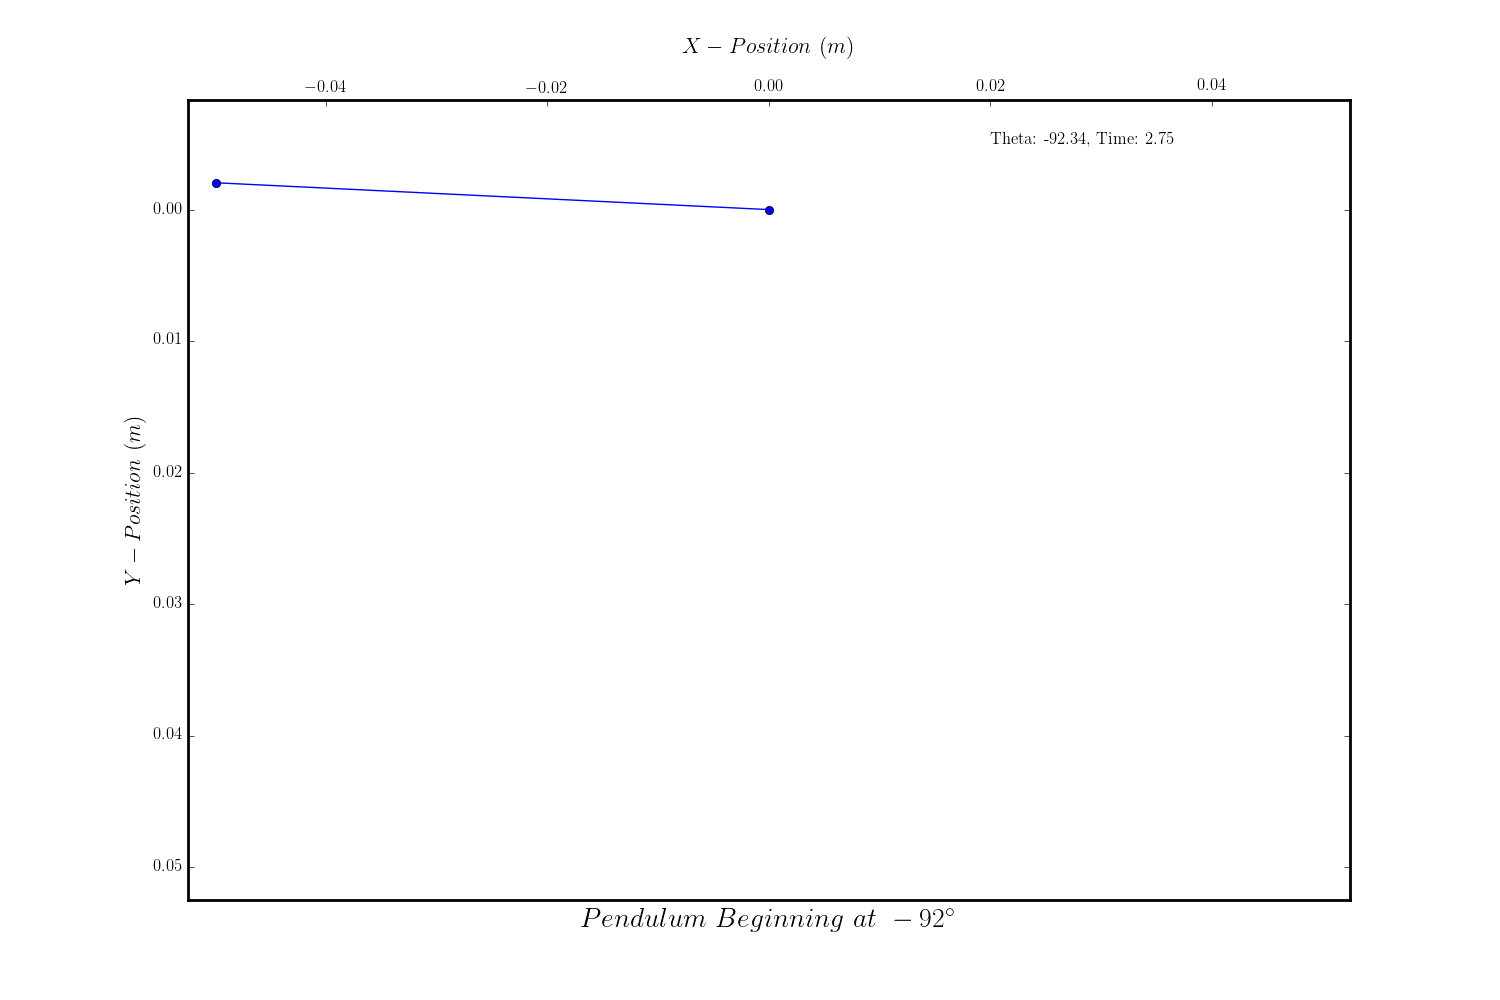 X − Position (m)
−0.04 −0.02 0.00 0.02 0.04
Theta: -92.34, Time: 2.75
0.00
0.01
0.02
0.03
0.04
0.05
Y − Position (m)
Pendulum Beginning at − 92°